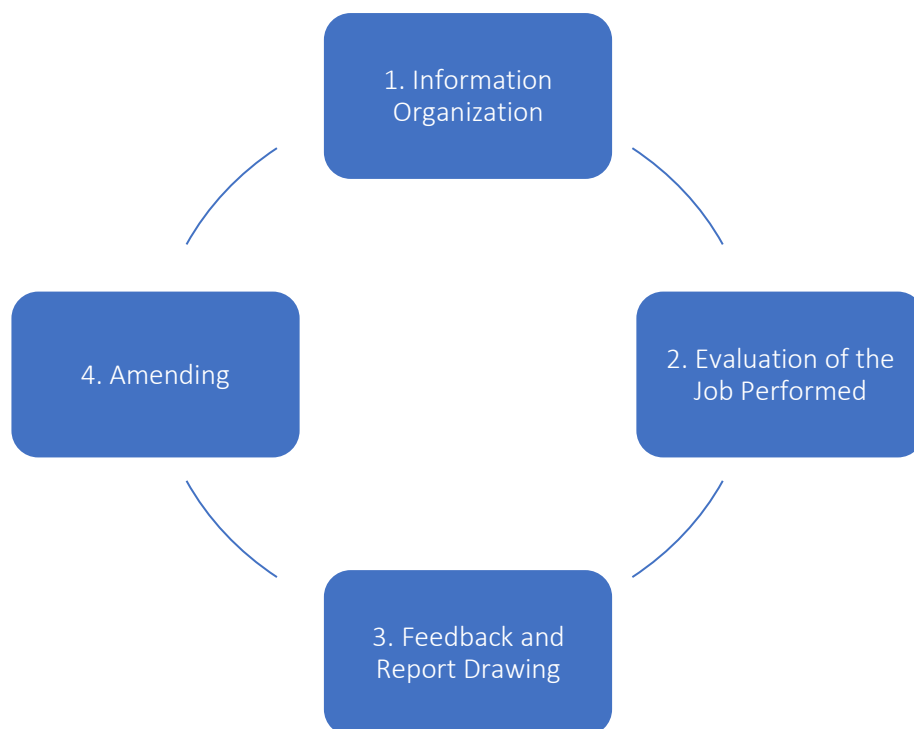 1. Information
Organization
2. Evaluation of the
Job Performed
3. Feedback and
Report Drawing
4. Amending